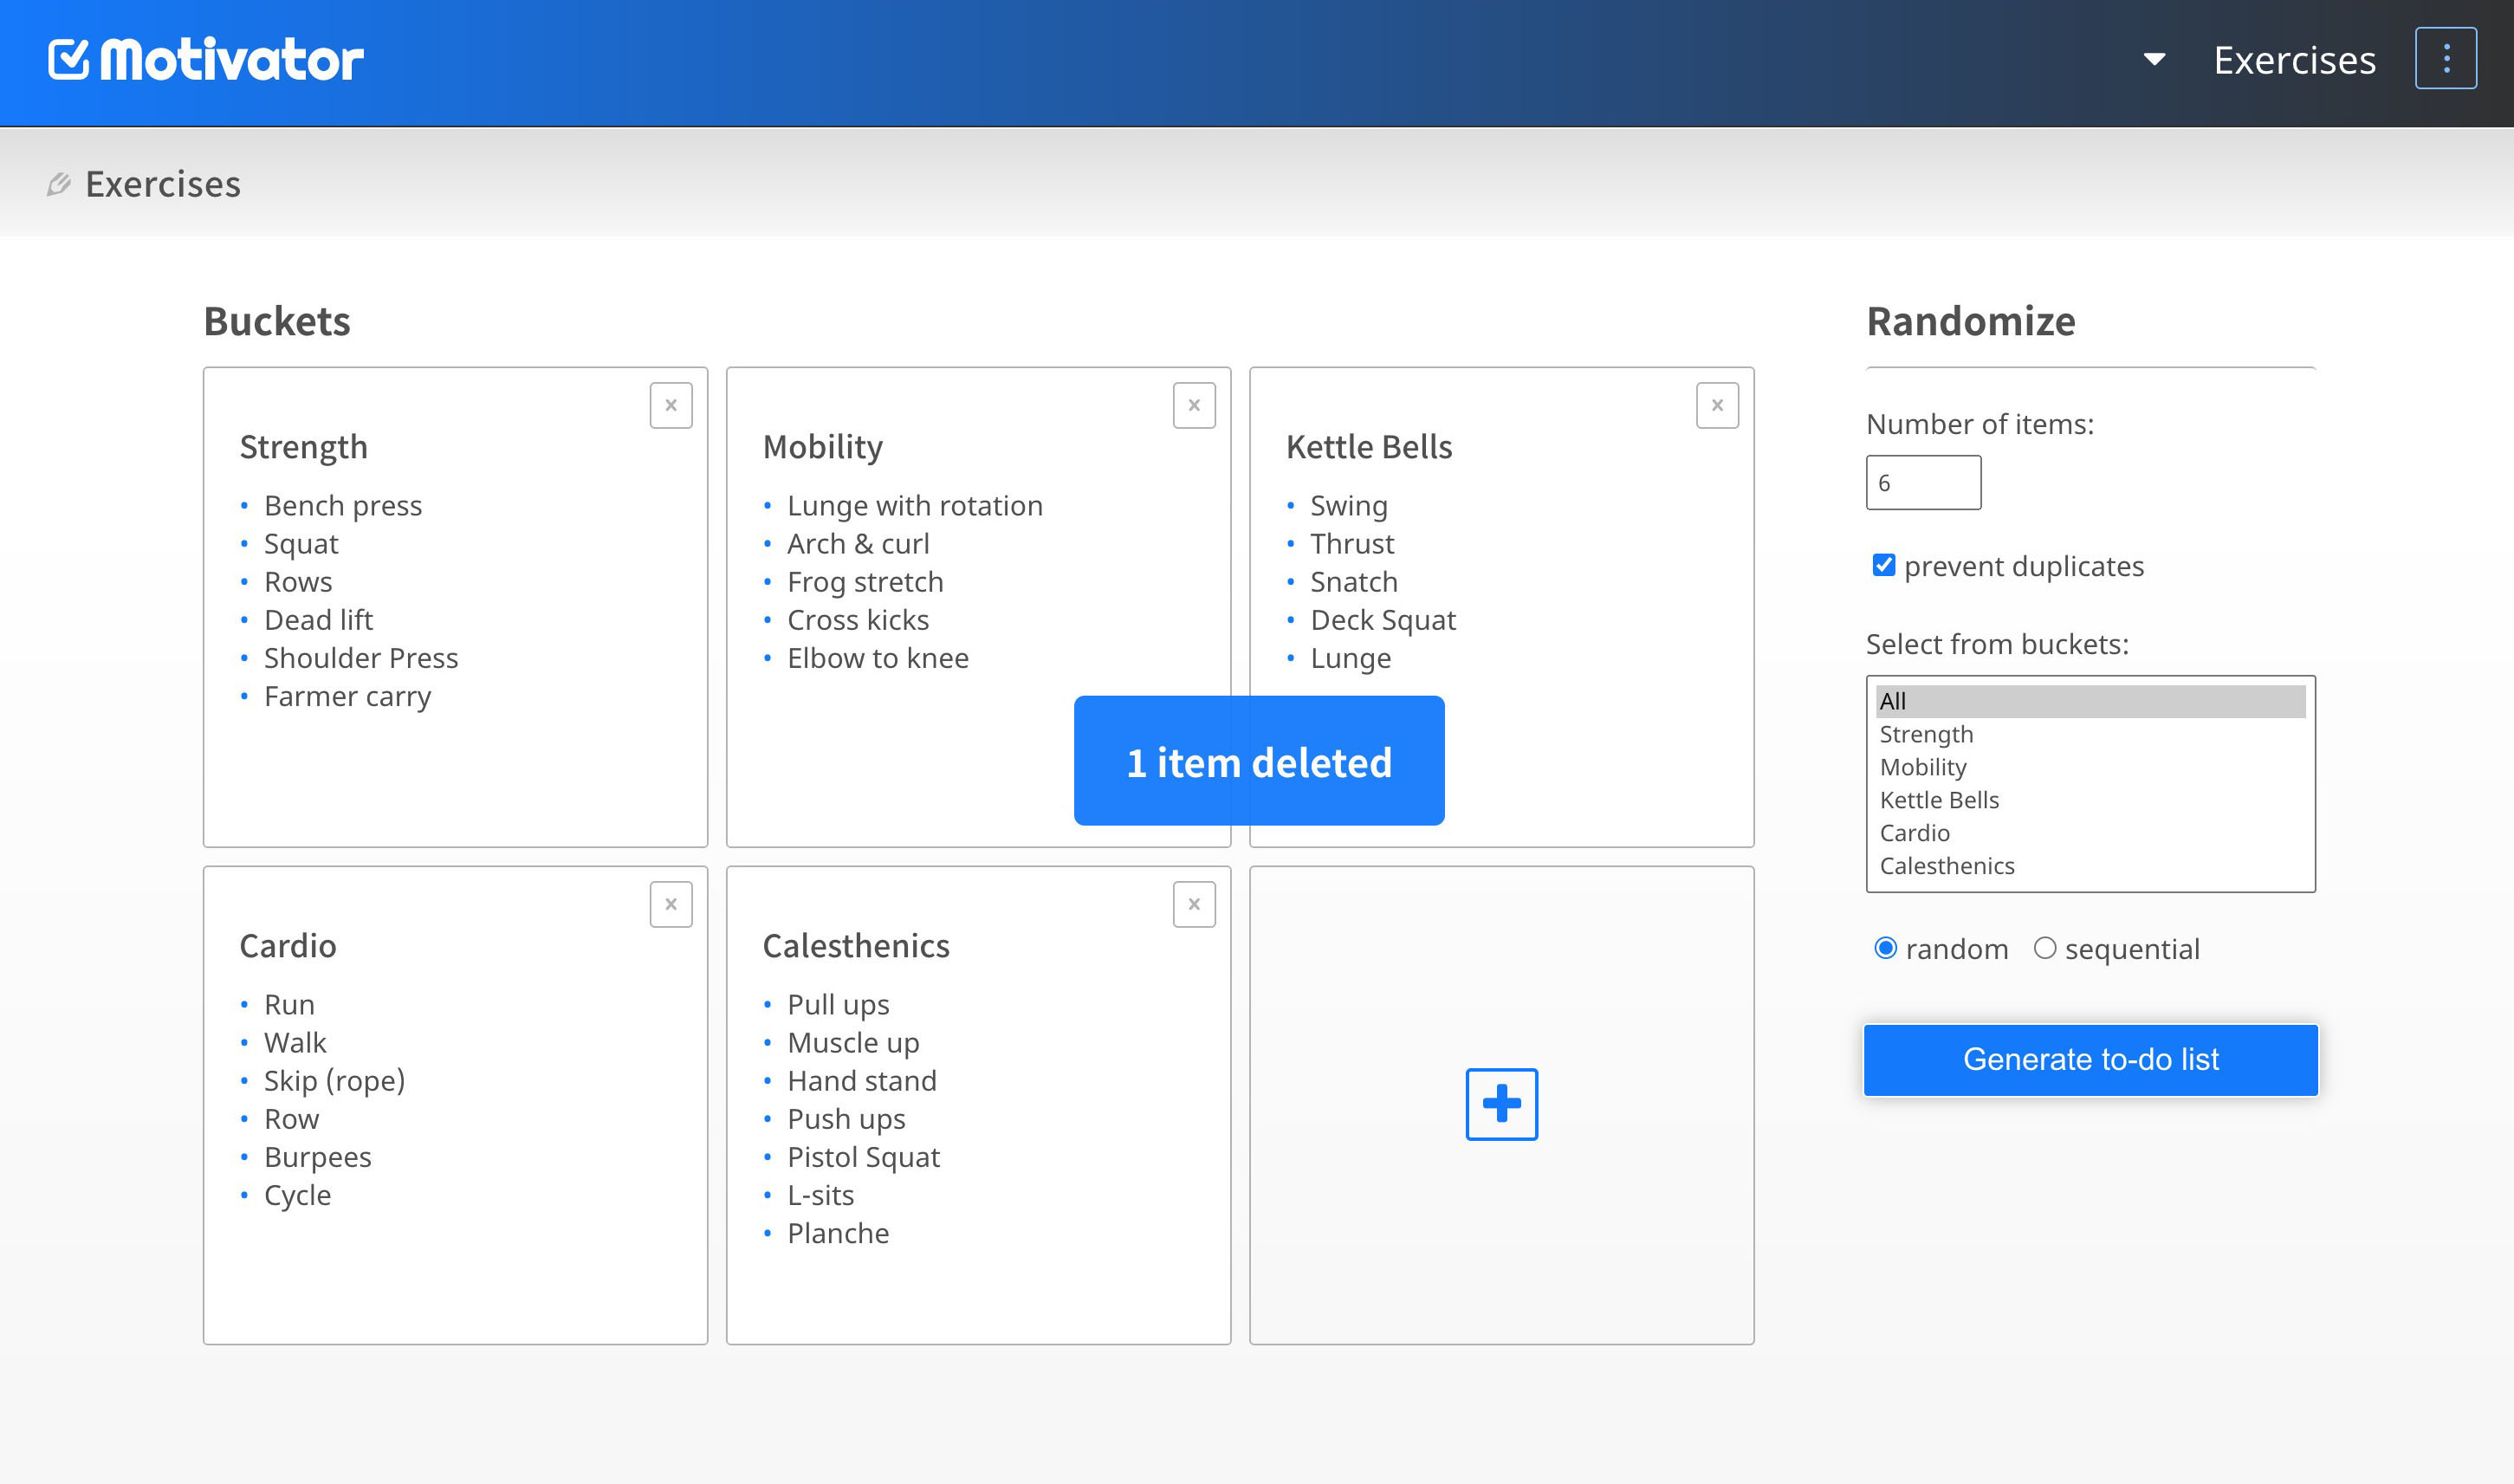 Motivator
Exercises
Exercises
Buckets
Strength
Bench press
Squat
Rows
Dead lift
Shoulder Press
Farmer carry
Mobility
Lunge with rotation
Arch & curl
Frog stretch
Cross kicks
Elbow to knee
Kettle Bells
Swing
Thrust
Snatch
Deck Squat
Lunge
1 item deleted
Cardio
Run
Walk
Skip (rope)
Row
Burpees
Cycle
Calesthenics
Pull ups
Muscle up
Hand stand
Push ups
Pistol Squat
L-sits
Planche
Randomize
Number of items:
6
prevent duplicates
Select from buckets:
All
Strength
Mobility
Kettle Bells
Cardio
Calesthenics
random sequential
Generate to-do list